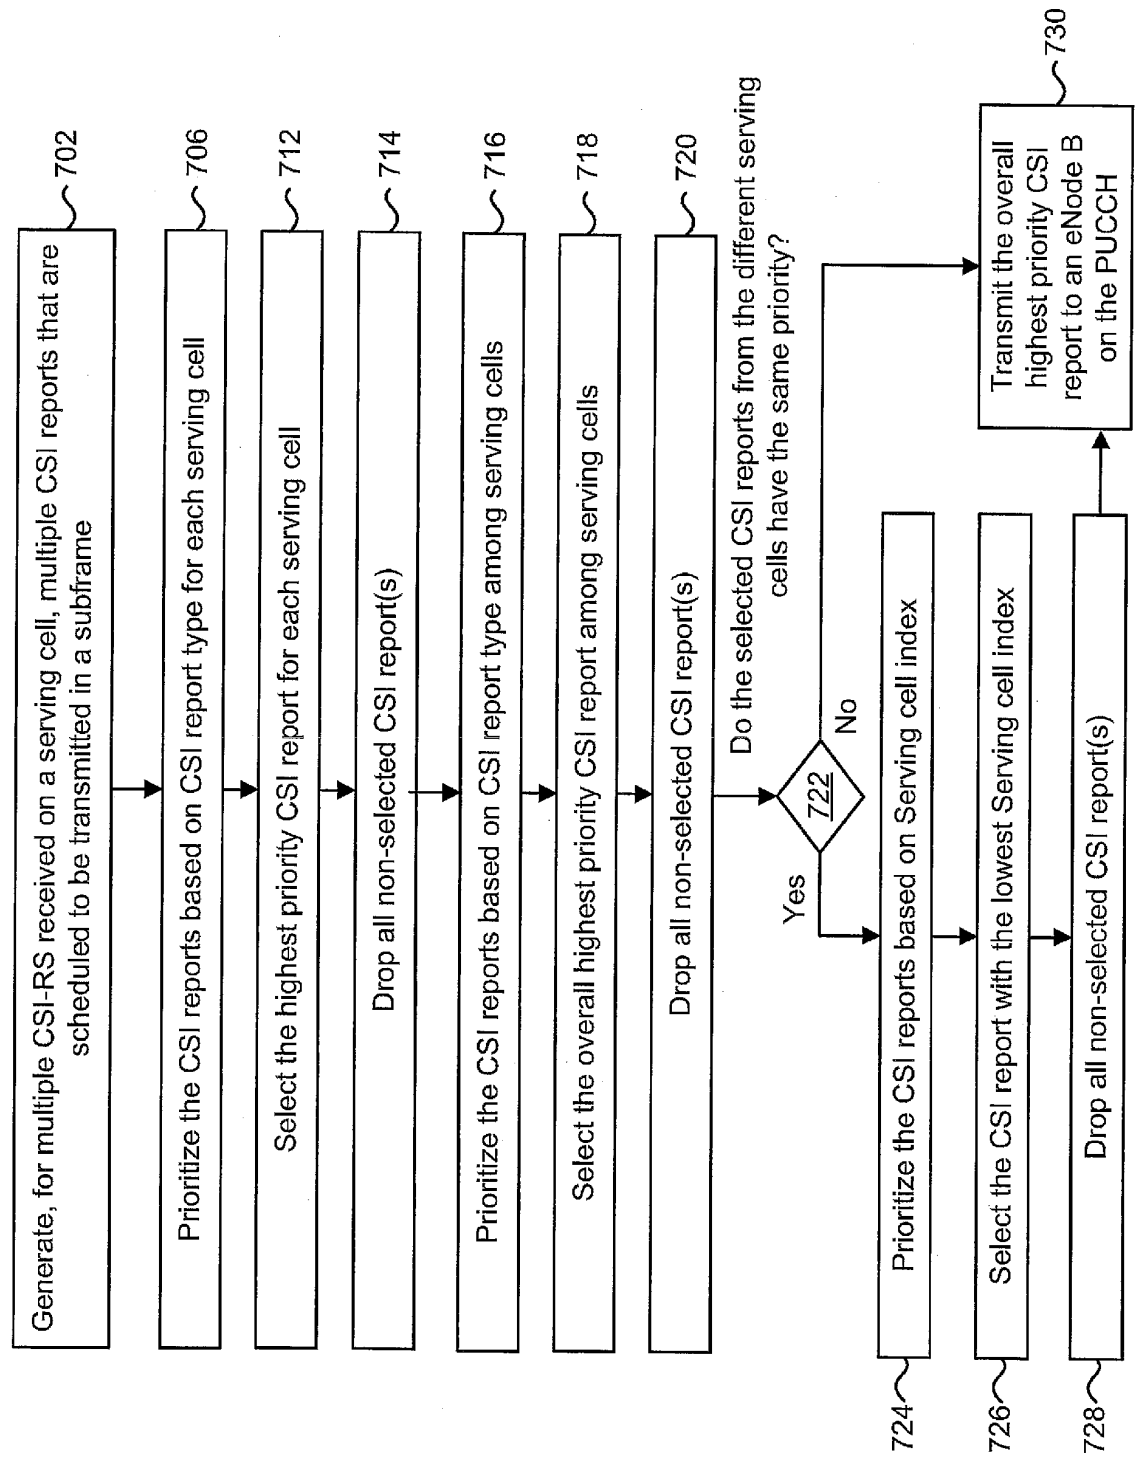 Generate, for multiple CSI-RS received on a serving cell, multiple CSI reports that are
scheduled to be transmitted in a subframe
702
Prioritize the CSI reports based on CSI report type for each serving cell
706
Select the highest priority CSI report for each serving cell
712
Drop all non-selected CSI report(s)
714
Prioritize the CSI reports based on CSI report type among serving cells
716
Select the overall highest priority CSI report among serving cells
718
Drop all non-selected CSI report(s)
720
Do the selected CSI reports from the different serving
cells have the same priority?
722
Yes
No
724
Prioritize the CSI reports based on Serving cell index
726
Select the CSI report with the lowest Serving cell index
728
Drop all non-selected CSI report(s)
Transmit the overall
highest priority CSI
report to an eNode B
on the PUCCH
730